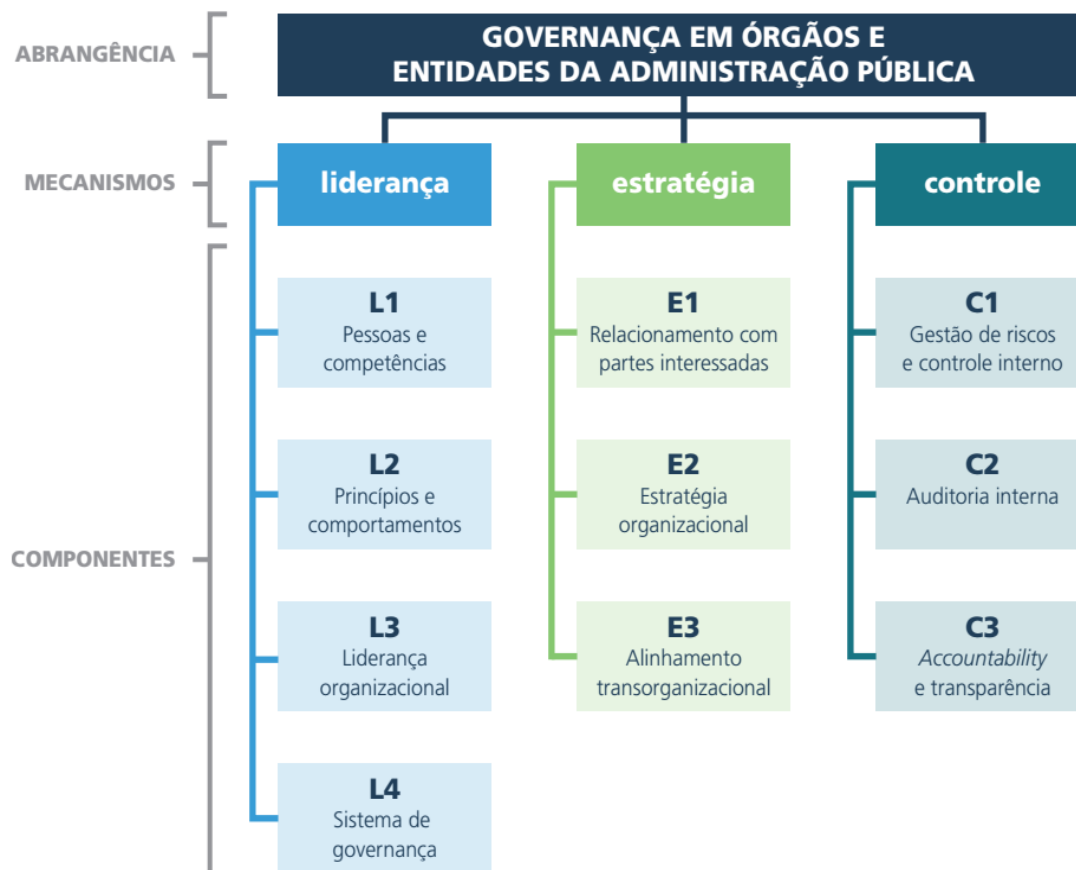 ABRANGÊNCIA
GOVERNANÇA EM ÓRGÃOS E
ENTIDADES DA ADMINISTRAÇÃO PÚBLICA
MECANISMOS
liderança
estratégia
controle
COMPONENTES
L1
Pessoas e
competências
L2
Princípios e
comportamentos
L3
Liderança
organizacional
L4
Sistema de
governança
E1
Relacionamento com
partes interessadas
E2
Estratégia
organizacional
E3
Alinhamento
transorganizacional
C1
Gestão de riscos
e controle interno
C2
Auditoria interna
C3
Accountability
e transparência